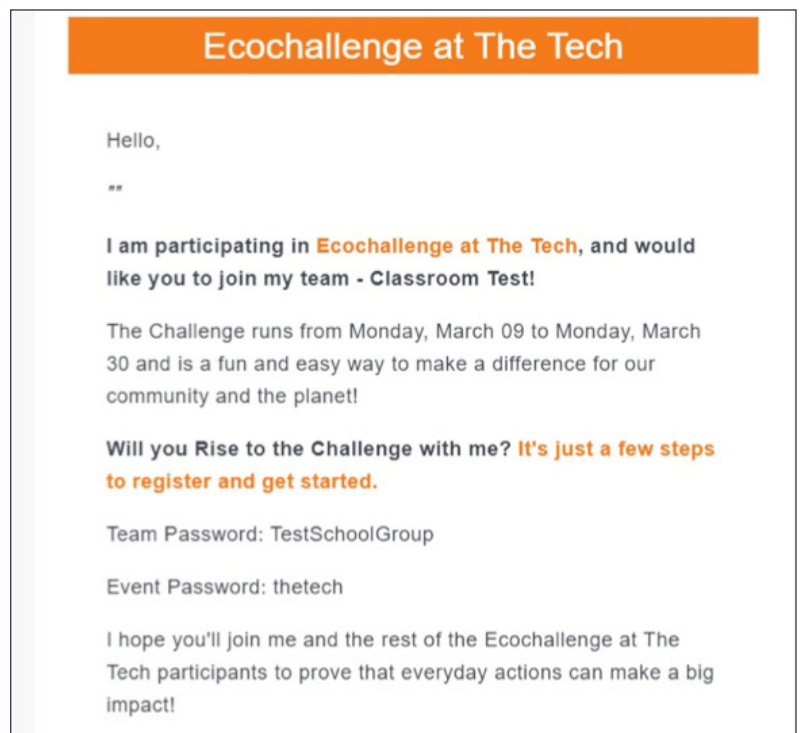 Ecochallenge at The Tech
Hello,
""
I am participating in Ecochallenge at The Tech, and would
like you to join my team - Classroom Test!
The Challenge runs from Monday, March 09 to Monday, March
30 and is a fun and easy way to make a difference for our
community and the planet!
Will you Rise to the Challenge with me? It's just a few steps
to register and get started.
Team Password: TestSchoolGroup
Event Password: thetech
I hope you'll join me and the rest of the Ecochallenge at The
Tech participants to prove that everyday actions can make a big
impact!